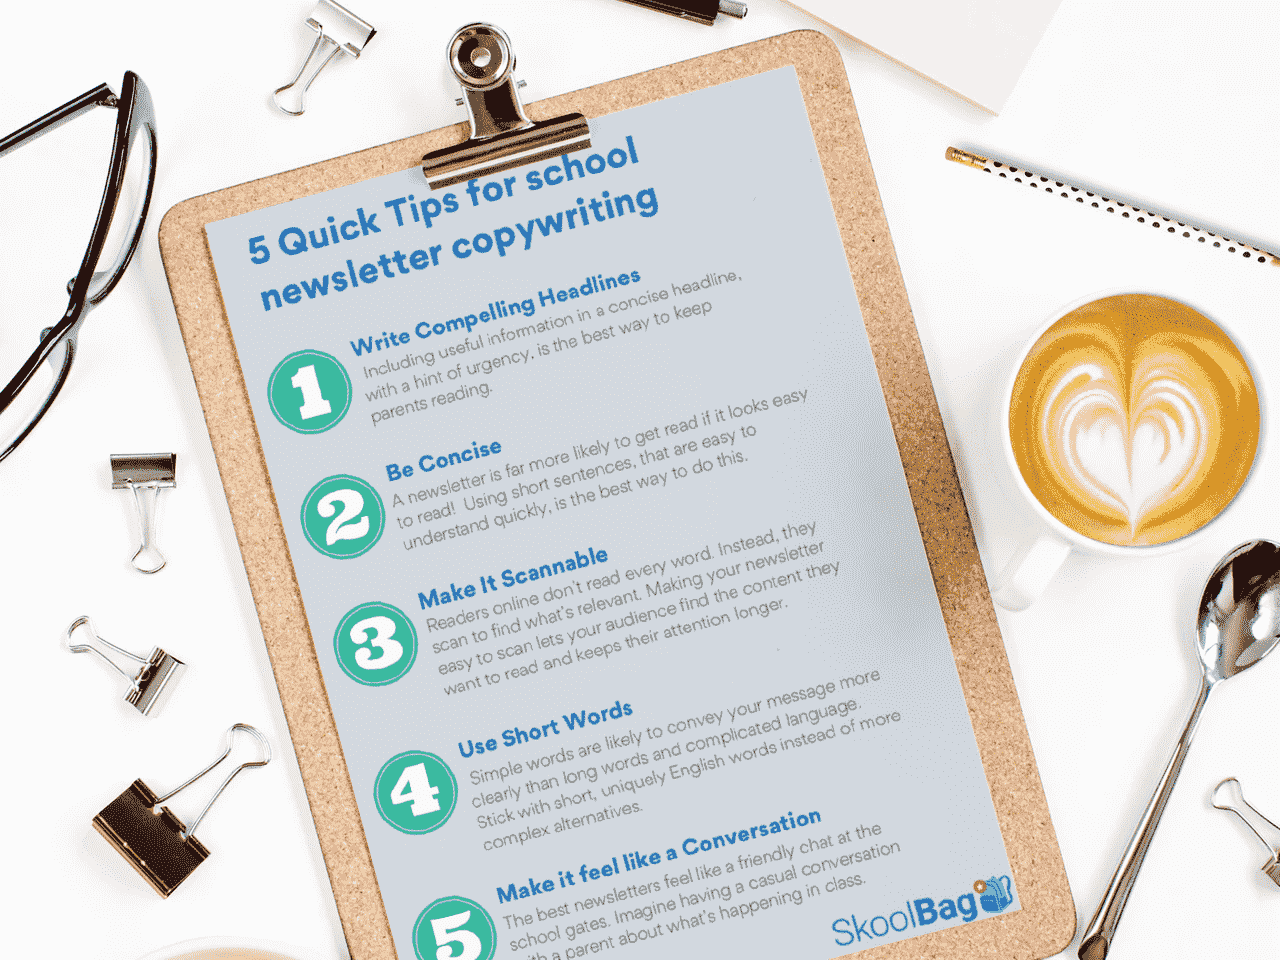 5 Quick Tips for school
newsletter copywriting
1
Write Compelling Headlines
Including useful information in a concise headline,
with a hint of urgency, is the best way to keep
parents reading.
2
Be Concise
A newsletter is far more likely to get read if it looks easy
to read! Using short sentences, that are easy to
understand quickly, is the best way to do this.
3
Make It Scannable
Readers online don't read every word. Instead, they
scan to find what's relevant. Making your newsletter
easy to scan lets your audience find the content they
want to read and keeps their attention longer.
4
Use Short Words
Simple words are likely to convey your message more
clearly than long words and complicated language.
Stick with short, uniquely English words instead of more
complex alternatives.
5
Make it feel like a Conversation
The best newsletters feel like a friendly chat at the
school gates. Imagine having a casual conversation
with a parent about what's happening in class.
SkoolBag